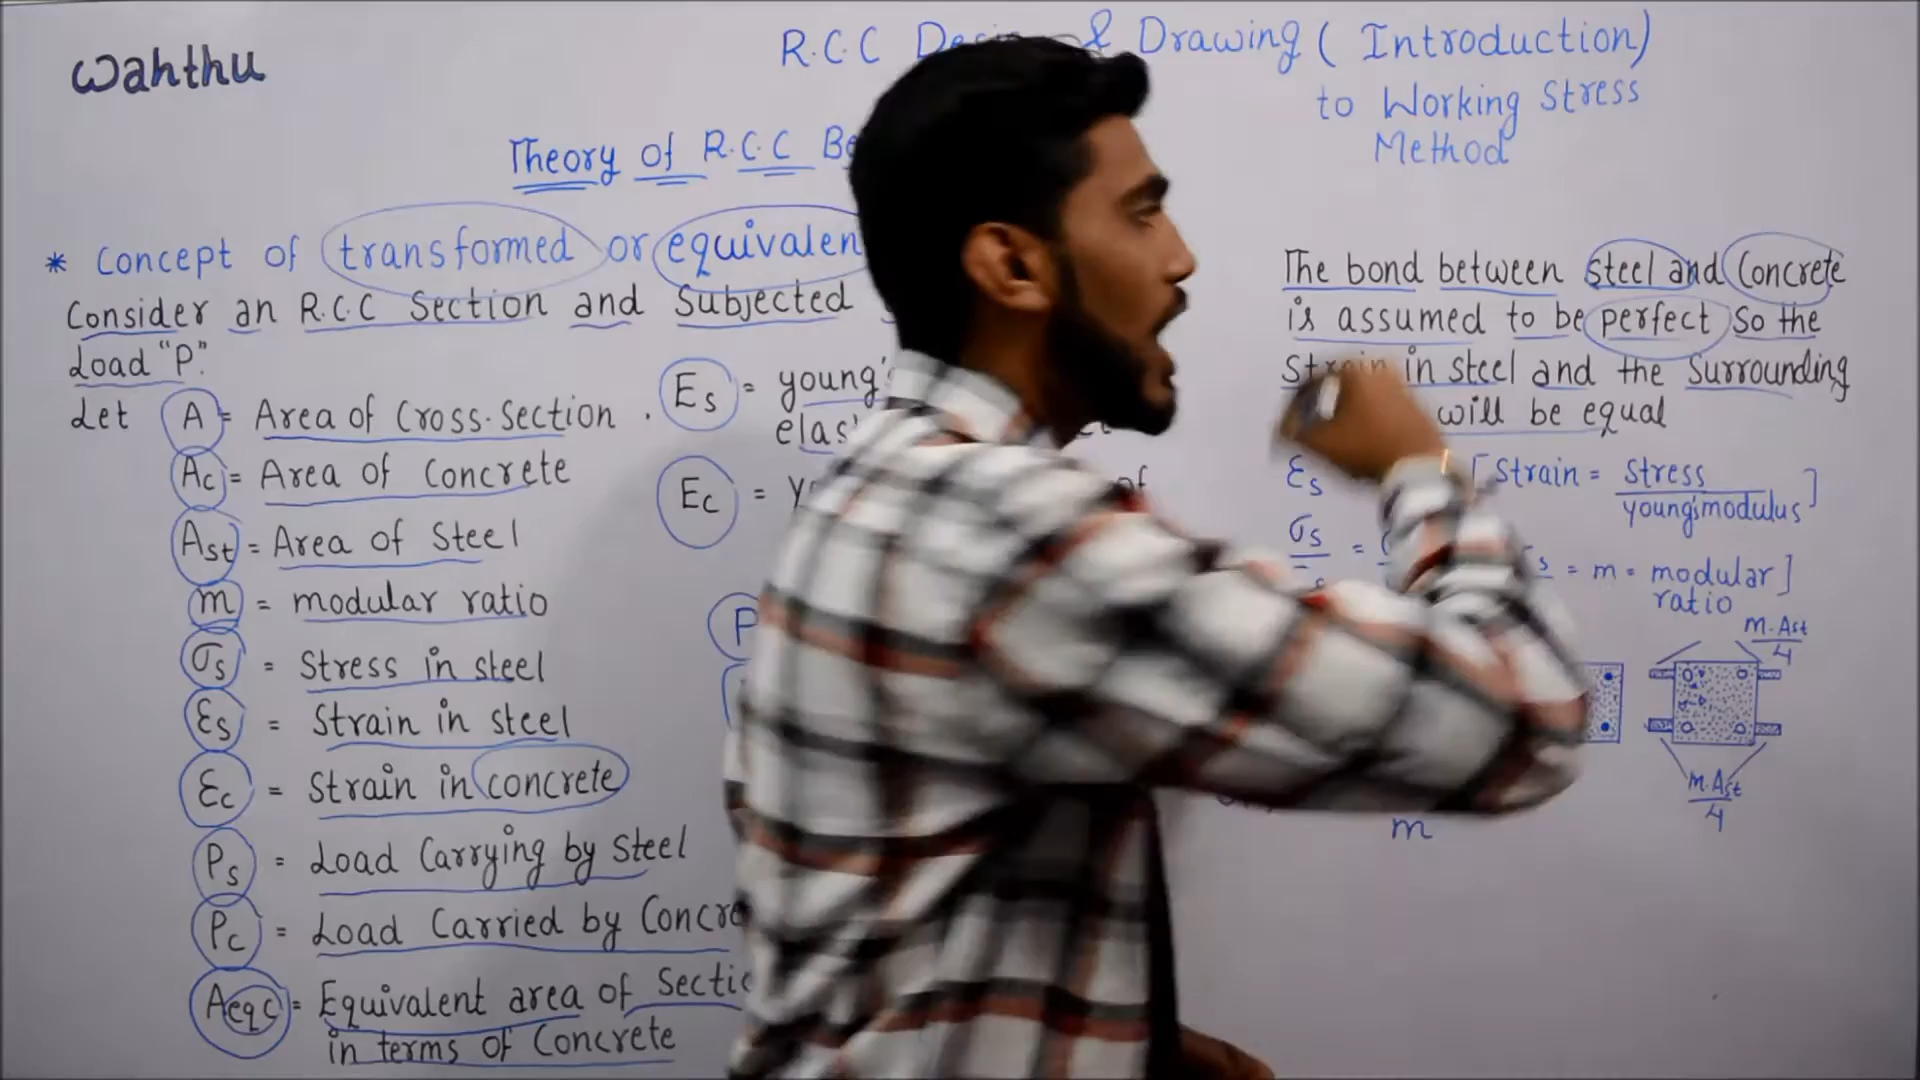 wahthu
R.C.C & Drawing (Introduction)
to Working Stress
Method
Theory of R.C.C
* Concept of transformed or
Consider an R.C.C Section and Subjected
Load "P".
Let A = Area of Cross-Section .
Ac = Area of Concrete
Ast = Area of Steel
m = modular ratio
σs = Stress in steel
εs = Strain in steel
εc = Strain in concrete
Ps = Load Carrying by Steel
Pc = Load Carried by
Aeqc = Equivalent area of
in terms of Concrete
Es =
Ec =
of
P
The bond between steel and Concrete
is assumed to be perfect so the
Strain in steel and the Surrounding
will be equal
εs [Strain = Stress
young's modulus]
σs =
s = m = modular]
ratio
m.Ast
4
m.Ast
4
m